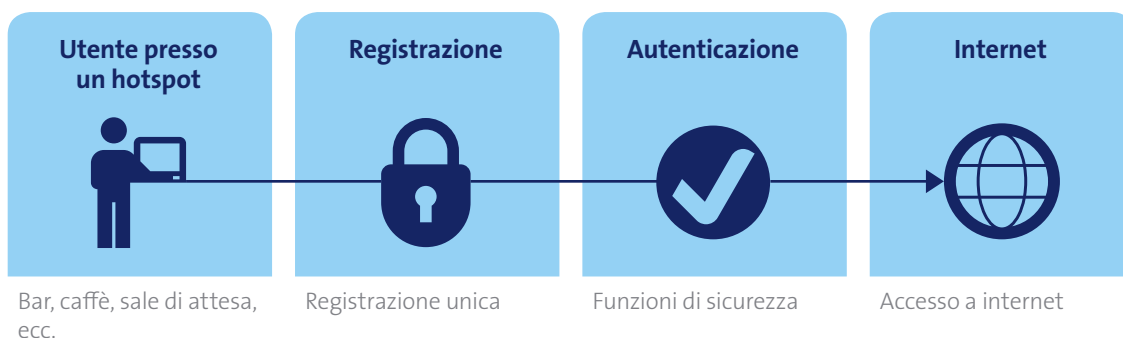 Utente presso
un hotspot
Registrazione
Autenticazione
Internet
Bar, caffè, sale di attesa,
ecc.
Registrazione unica
Funzioni di sicurezza
Accesso a internet